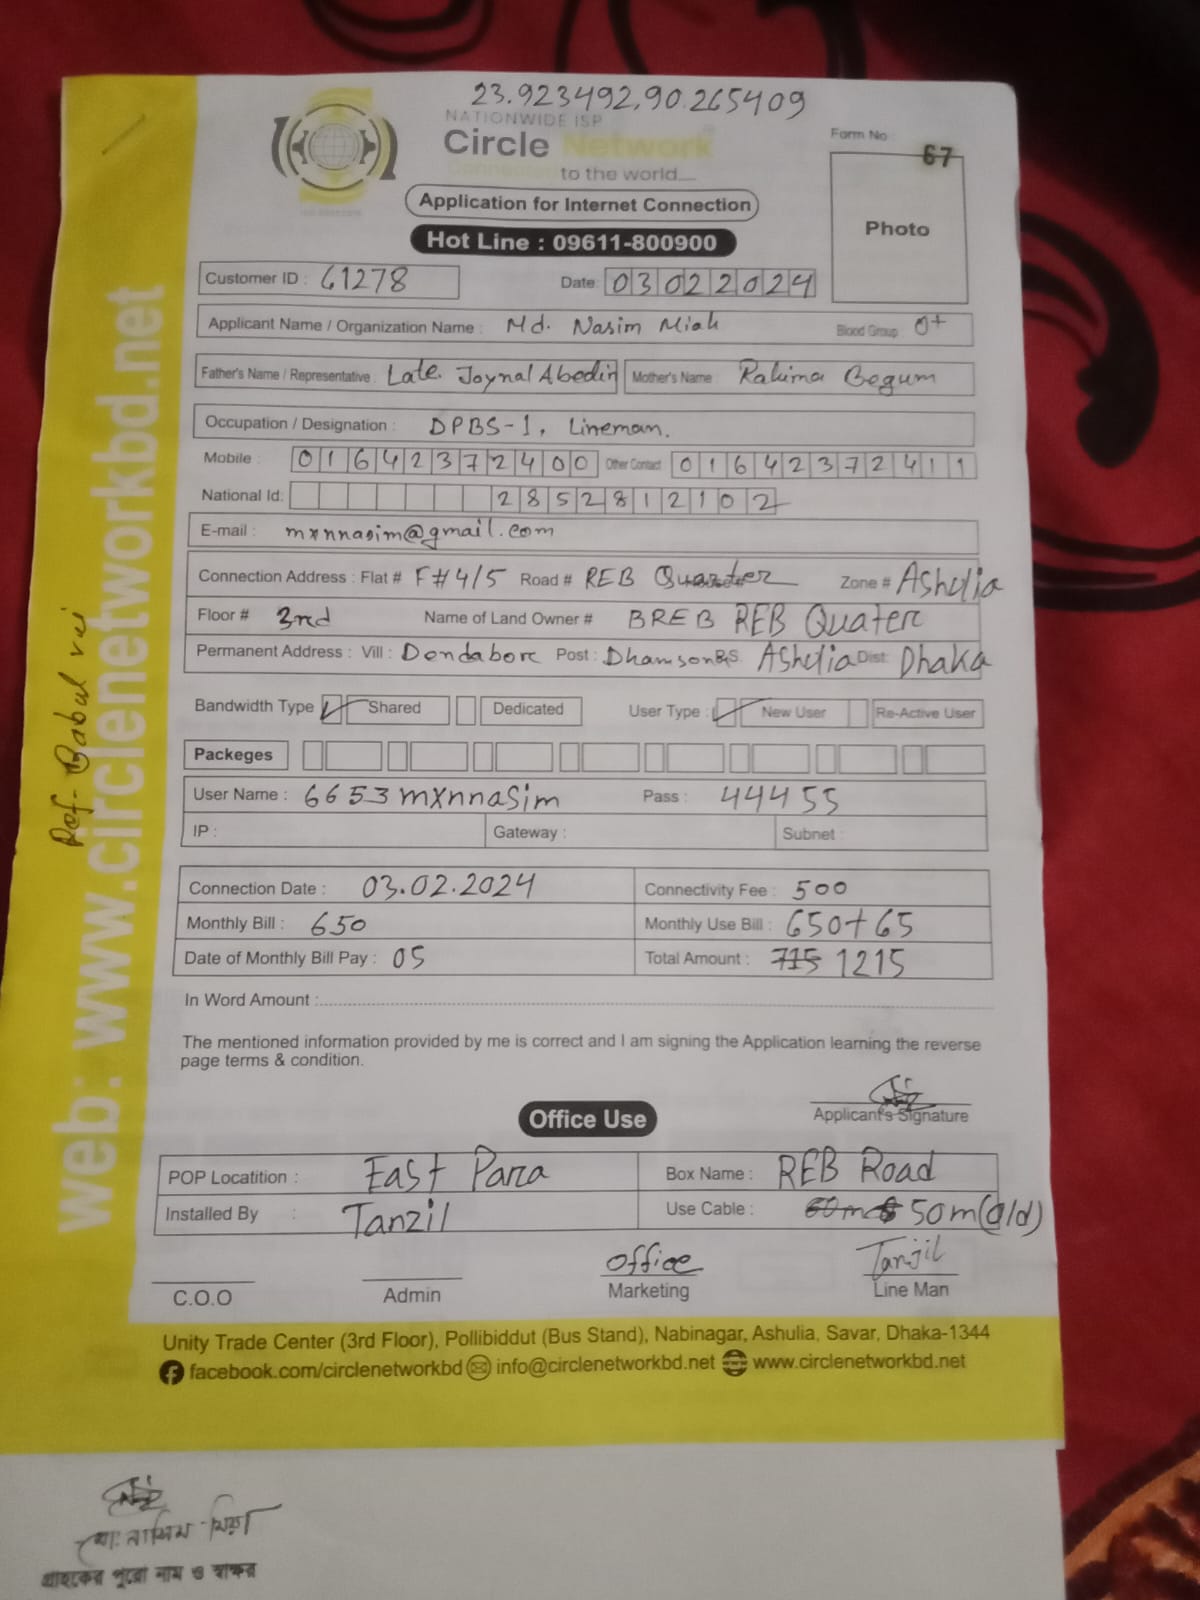 23.923492,90.265409
NATIONWIDE ISP
Circle Network
to the world
Form No : 67
Photo
Application for Internet Connection
Hot Line : 09611-800900
Customer ID : 61278 Date: 03022024
Applicant Name / Organization Name : Md. Nasim Miah Blood Group : O+
Father's Name / Representative : Late. Joynal Abedin Mother's Name : Rahima Begum
Occupation / Designation : DPBS-1, Lineman.
Mobile : 01642372400 Other Contact 01642372411
National Id: 2852812102
E-mail : mxnnasim@gmail.com
Connection Address : Flat # F#4/5 Road # REB Quarter Zone # Ashulia
Floor # 3rd Name of Land Owner # BREB REB Quater
Permanent Address : Vill : Dendabore Post : P.S. Ashulia Dist: Dhaka
Bandwidth Type Shared Dedicated User Type : New User Re-Active User
Packeges
User Name : 6653mxnnasim Pass : 44455
IP : Gateway : Subnet :
Connection Date : 03.02.2024 Connectivity Fee : 500
Monthly Bill : 650 Monthly Use Bill : 650+65
Date of Monthly Bill Pay : 05 Total Amount : 715 1215
In Word Amount :
The mentioned information provided by me is correct and I am signing the Application learning the reverse
page terms & condition.
Applicant's Signature
Office Use
POP Locatition : East Para Box Name : REB Road
Installed By : Tanzil Use Cable : 50m(old)
Office Tanjil
C.O.O Admin Marketing Line Man
Unity Trade Center (3rd Floor), Pollibiddut (Bus Stand), Nabinagar, Ashulia, Savar, Dhaka-1344
facebook.com/circlenetworkbd info@circlenetworkbd.net www.circlenetworkbd.net
web: www.circlenetworkbd.net
Ref- Babul vai
মো: নাসিম মিয়া
গ্রাহকের পুরো নাম ও স্বাক্ষর